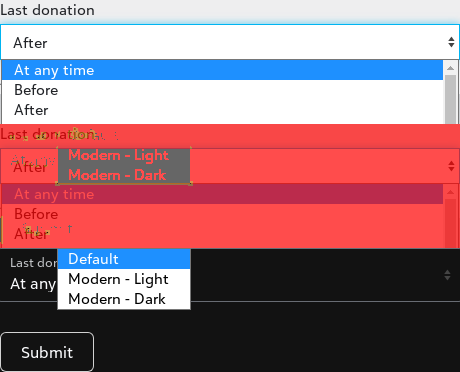 Last donation
After
At any time
Before
After
Last donation
After
Modern - Light
Modern - Dark
At any time
Before
After
Last don
At any
Default
Modern - Light
Modern - Dark
Submit